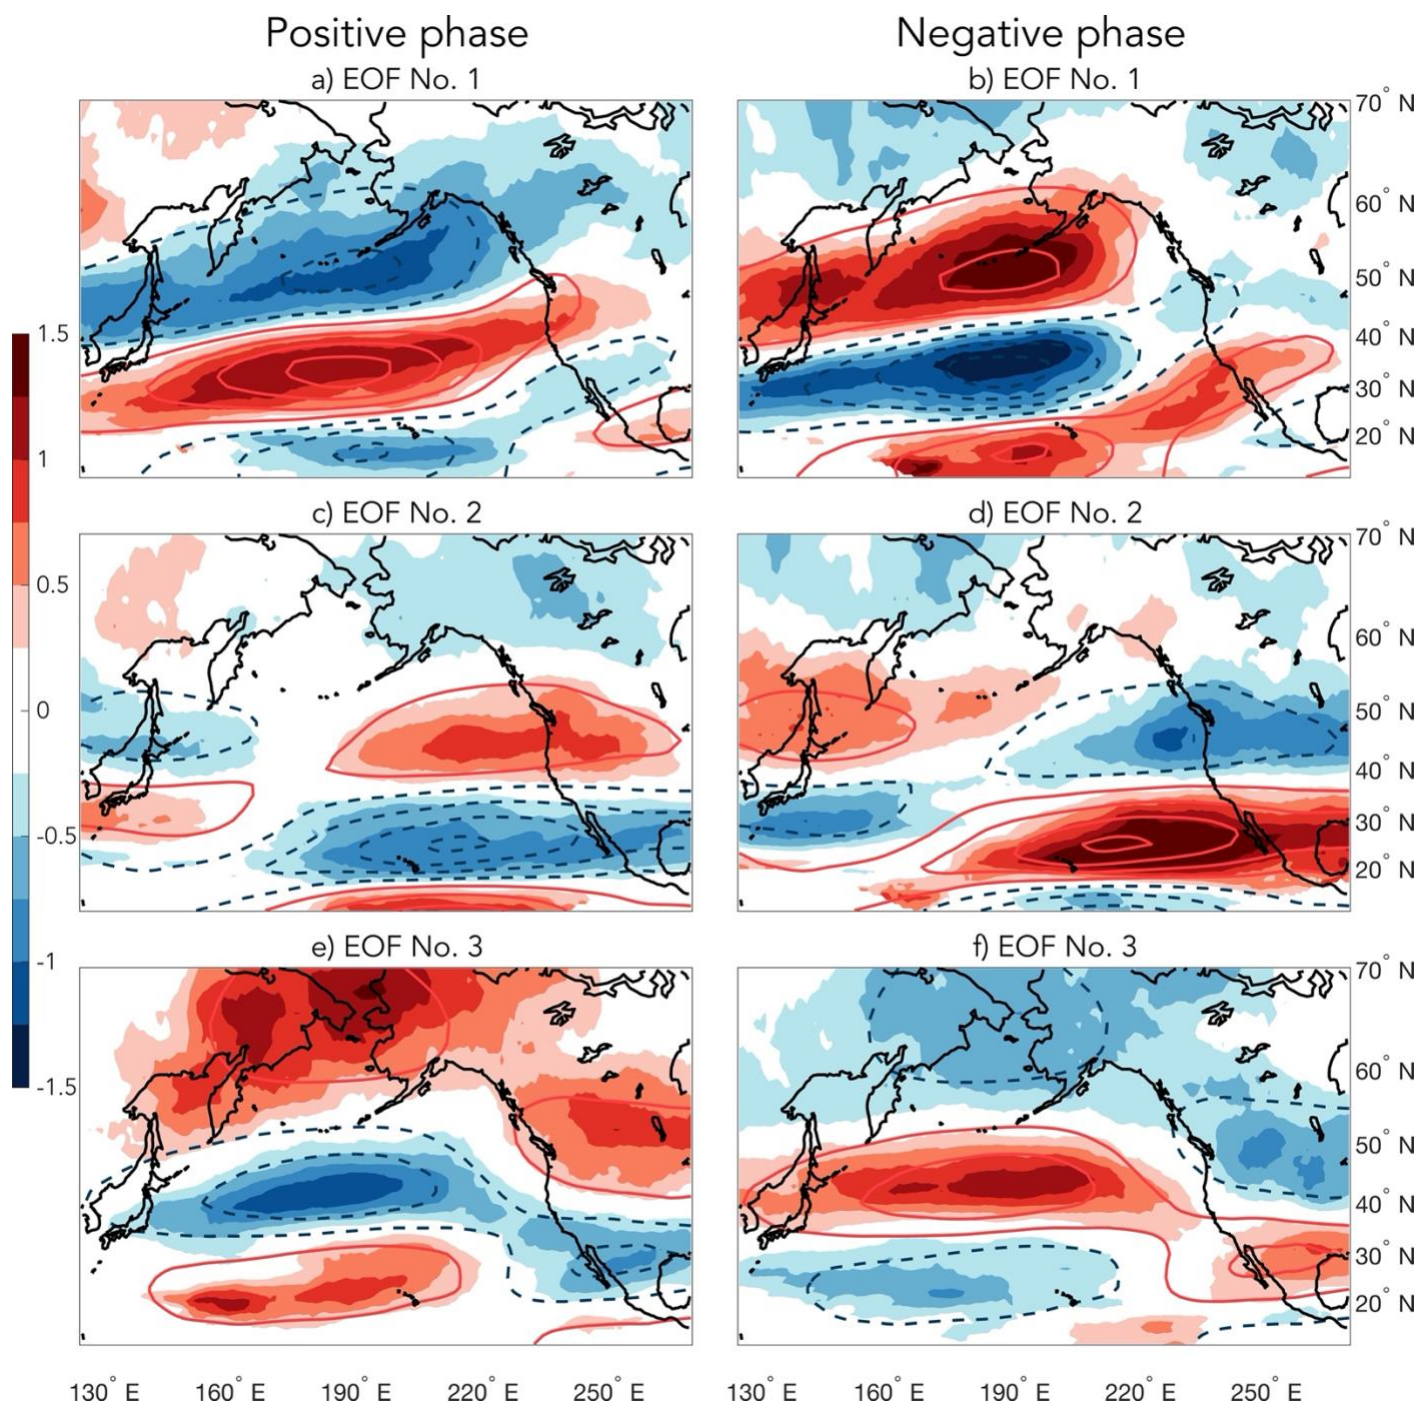 Positive phase
Negative phase
a) EOF No. 1
b) EOF No. 1
70° N
60° N
50° N
40° N
30° N
20° N
c) EOF No. 2
d) EOF No. 2
70° N
60° N
50° N
40° N
30° N
20° N
1.5
1
0.5
0
-0.5
-1
-1.5
e) EOF No. 3
f) EOF No. 3
70° N
60° N
50° N
40° N
30° N
20° N
130° E 160° E 190° E 220° E 250° E
130° E 160° E 190° E 220° E 250° E